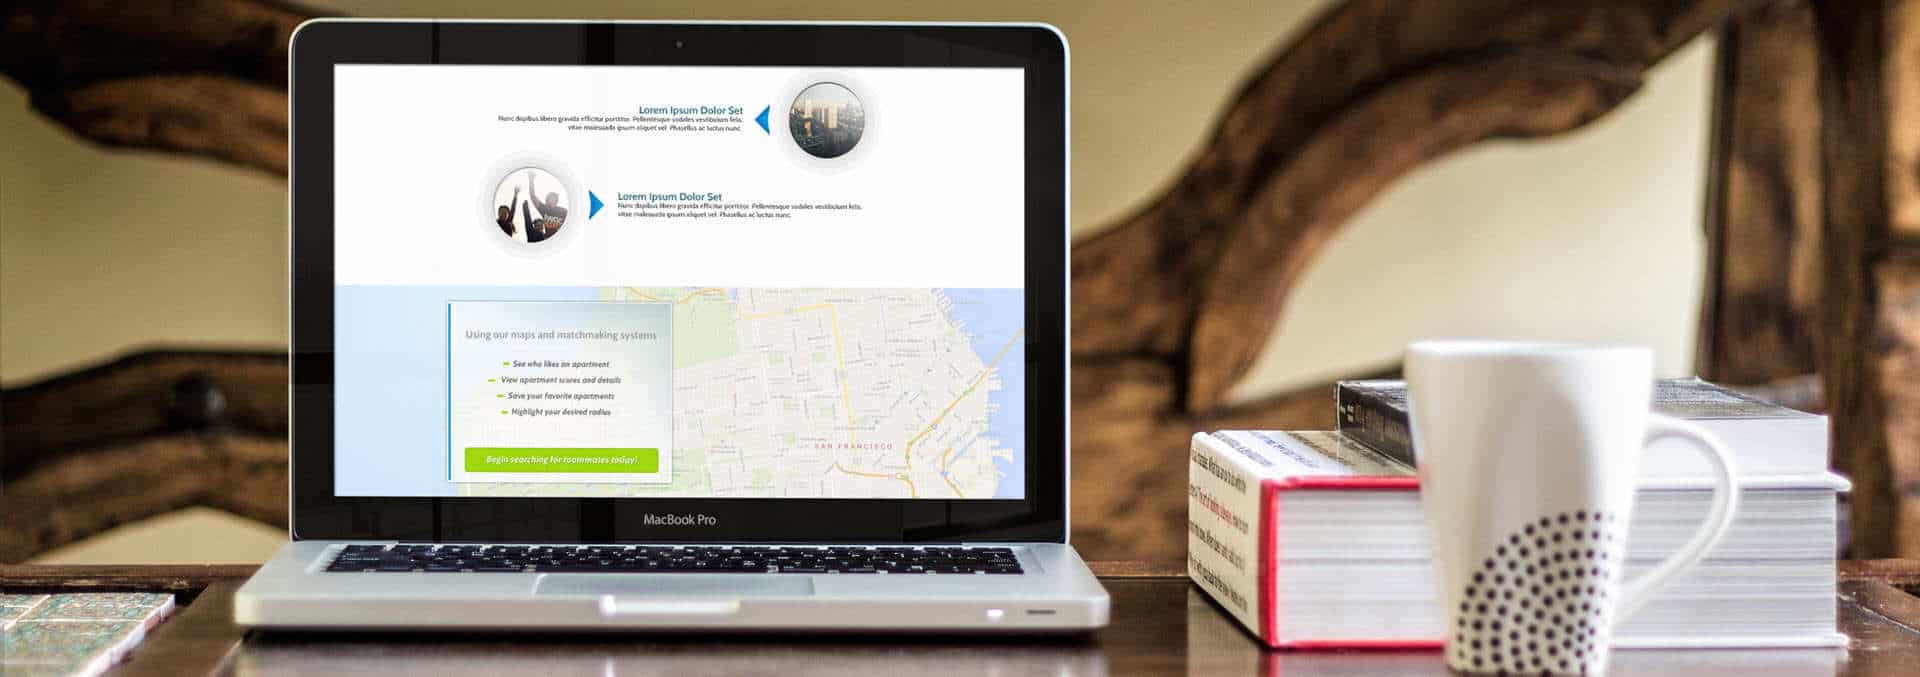 Lorem Ipsum Dolor Set
Nunc dapibus libero gravida efficitur porttitor. Pellentesque sodales vestibulum felis,
vitae malesuada ipsum aliquet vel. Phasellus ac luctus nunc.
Lorem Ipsum Dolor Set
Nunc dapibus libero gravida efficitur porttitor. Pellentesque sodales vestibulum felis,
vitae malesuada ipsum aliquet vel. Phasellus ac luctus nunc.
Using our maps and matchmaking systems
See who likes an apartment
View apartment scores and details
Save your favorite apartments
Highlight your desired radius
Begin searching for roommates today!
SAN FRANCISCO
MacBook Pro